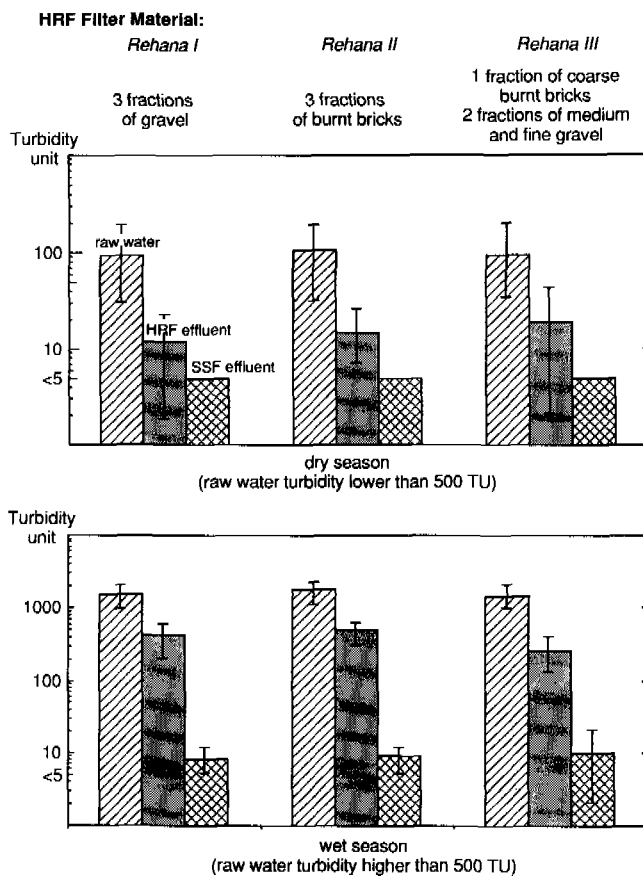 HRF Filter Material:
Rehana I
3 fractions
of gravel
Rehana II
3 fractions
of burnt bricks
Rehana III
1 fraction of coarse
burnt bricks
2 fractions of medium
and fine gravel
Turbidity
unit
100
10
<5
raw water
HRF effluent
SSF effluent
dry season
(raw water turbidity lower than 500 TU)
Turbidity
unit
1000
100
10
<5
wet season
(raw water turbidity higher than 500 TU)